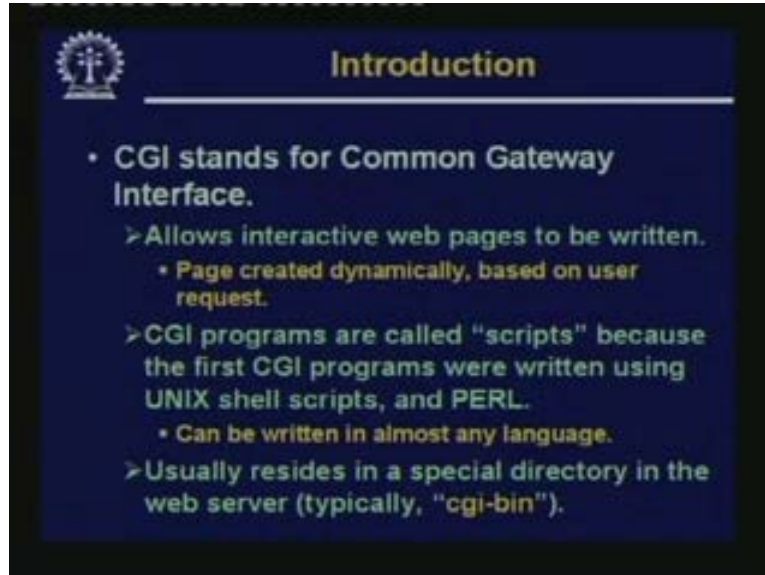 Introduction
• CGI stands for Common Gateway
Interface.
➢Allows interactive web pages to be written.
▪ Page created dynamically, based on user
request.
➢CGI programs are called “scripts” because
the first CGI programs were written using
UNIX shell scripts, and PERL.
▪ Can be written in almost any language.
➢Usually resides in a special directory in the
web server (typically, “cgi-bin”).